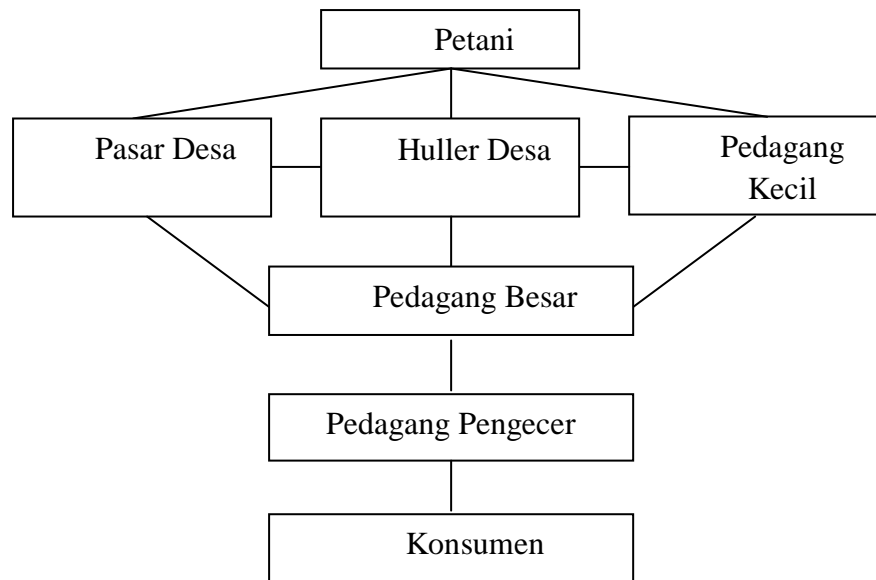 Petani
Pasar Desa
Huller Desa
Pedagang
Kecil
Pedagang Besar
Pedagang Pengecer
Konsumen